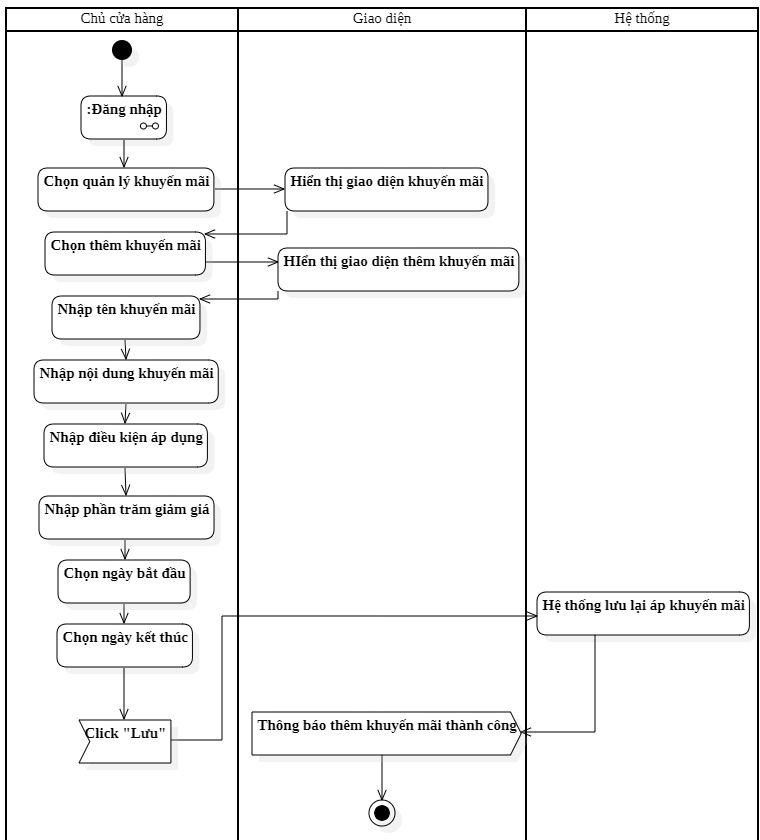 Chủ cửa hàng
Giao diện
Hệ thống
:Đăng nhập
Chọn quản lý khuyến mãi
Hiển thị giao diện khuyến mãi
Chọn thêm khuyến mãi
HIển thị giao diện thêm khuyến mãi
Nhập tên khuyến mãi
Nhập nội dung khuyến mãi
Nhập điều kiện áp dụng
Nhập phần trăm giảm giá
Chọn ngày bắt đầu
Hệ thống lưu lại áp khuyến mãi
Chọn ngày kết thúc
Thông báo thêm khuyến mãi thành công
Click "Lưu"